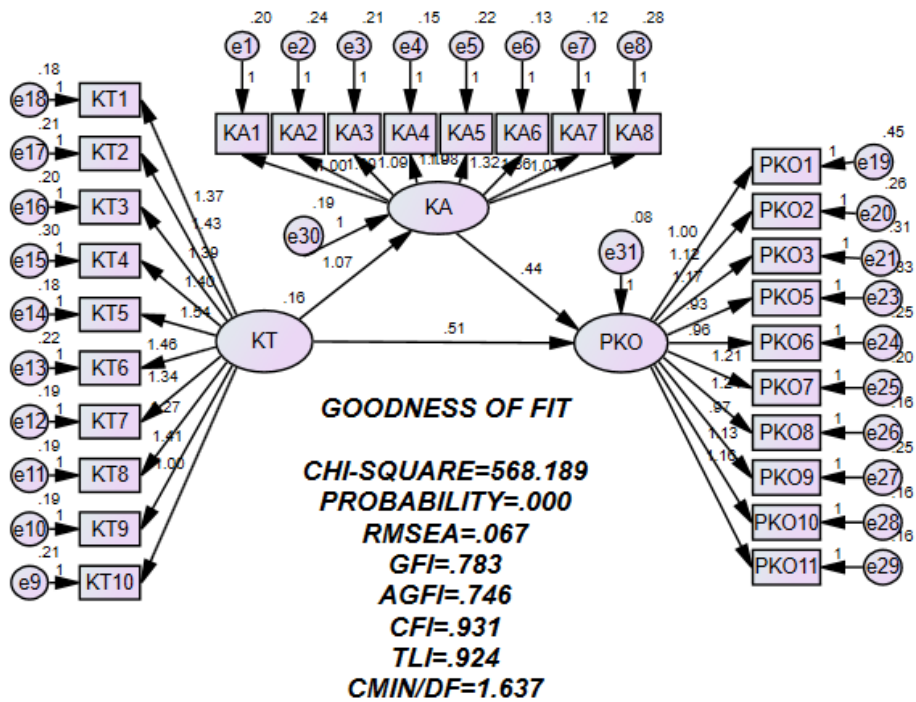 .20 .24 .21 .15 .22 .13 .12 .28
e1 e2 e3 e4 e5 e6 e7 e8
1 1 1 1 1 1 1 1
KA1 KA2 KA3 KA4 KA5 KA6 KA7 KA8
1.09 1.32 1.07
KA
.19
e30
1
1.07
.44
.08
e31
1
.18
e18 1 KT1
.21
e17 1 KT2
.20
e16 1 KT3
.30
e15 1 KT4
.18
e14 1 KT5
.22
e13 1 KT6
.19
e12 1 KT7
.19
e11 1 KT8
.19
e10 1 KT9
.21
e9 1 KT10
1.37
1.43
1.39
1.40
1.46
1.34
1.41
1.00
.16
KT
.51
PKO
1.00
1.12
1.17
.93
.96
1.21
.97
1.13
1.16
.45
PKO1 1 e19
.26
PKO2 1 e20
.31
PKO3 1 e21
PKO5 1 e23
.25
PKO6 1 e24
.20
PKO7 1 e25
.16
PKO8 1 e26
.25
PKO9 1 e27
.16
PKO10 1 e28
.16
PKO11 1 e29
GOODNESS OF FIT
CHI-SQUARE=568.189
PROBABILITY=.000
RMSEA=.067
GFI=.783
AGFI=.746
CFI=.931
TLI=.924
CMIN/DF=1.637